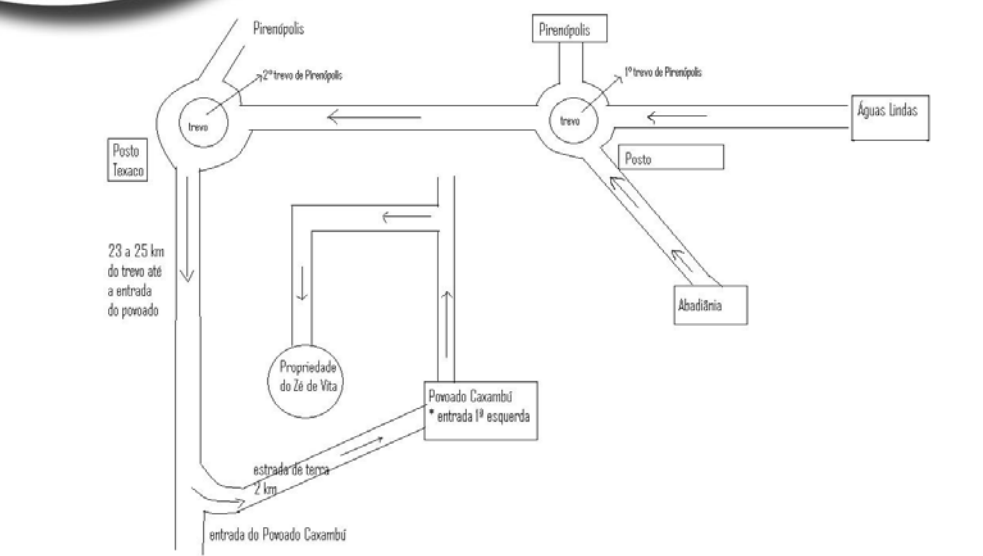 Pirenópolis
Pirenópolis
2º trevo de Pirenópolis
1º trevo de Pirenópolis
trevo
trevo
Águas Lindas
Posto
Texaco
Posto
23 a 25 km
do trevo até
a entrada
do povoado
Abadiânia
Propriedade
do Zé de Vita
Povoado Caxambú
* entrada 1ª esquerda
estrada de terra
2 km
entrada do Povoado Caxambú